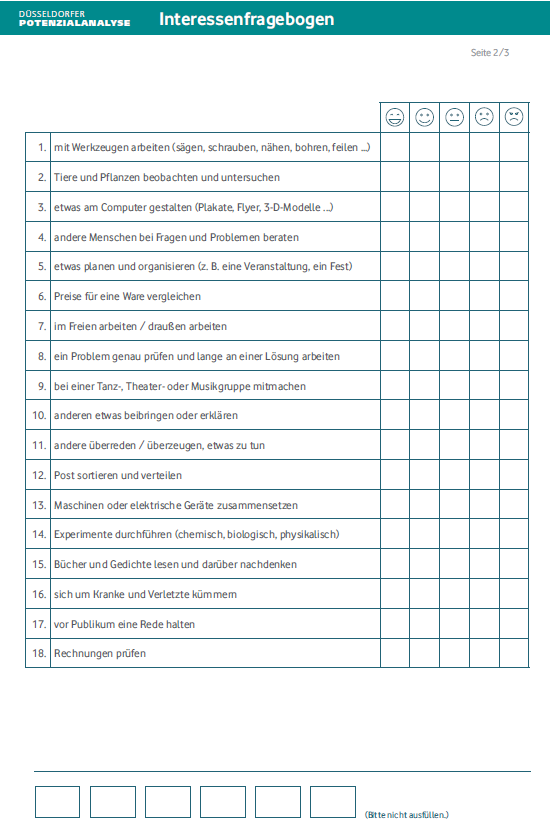 DÜSSELDORFER
POTENZIALANALYSE
Interessenfragebogen
Seite 2/3
1. mit Werkzeugen arbeiten (sägen, schrauben, nähen, bohren, feilen ...)
2. Tiere und Pflanzen beobachten und untersuchen
3. etwas am Computer gestalten (Plakate, Flyer, 3-D-Modelle ...)
4. andere Menschen bei Fragen und Problemen beraten
5. etwas planen und organisieren (z. B. eine Veranstaltung, ein Fest)
6. Preise für eine Ware vergleichen
7. im Freien arbeiten / draußen arbeiten
8. ein Problem genau prüfen und lange an einer Lösung arbeiten
9. bei einer Tanz-, Theater- oder Musikgruppe mitmachen
10. anderen etwas beibringen oder erklären
11. andere überreden / überzeugen, etwas zu tun
12. Post sortieren und verteilen
13. Maschinen oder elektrische Geräte zusammensetzen
14. Experimente durchführen (chemisch, biologisch, physikalisch)
15. Bücher und Gedichte lesen und darüber nachdenken
16. sich um Kranke und Verletzte kümmern
17. vor Publikum eine Rede halten
18. Rechnungen prüfen
(Bitte nicht ausfüllen.)